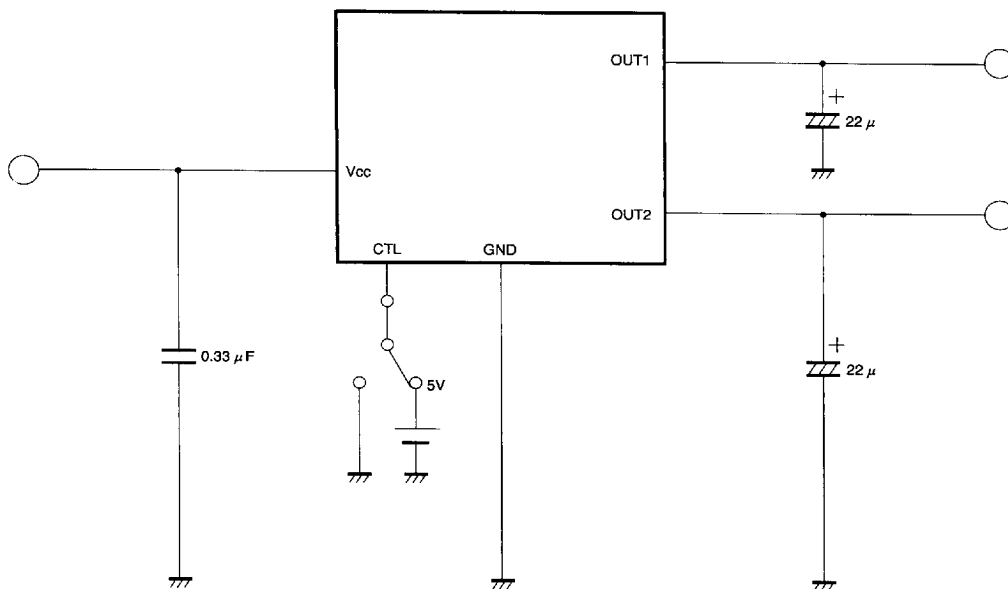 OUT1
+
22 μ
Vcc
OUT2
CTL
GND
+
0.33 μF
22 μ
5V